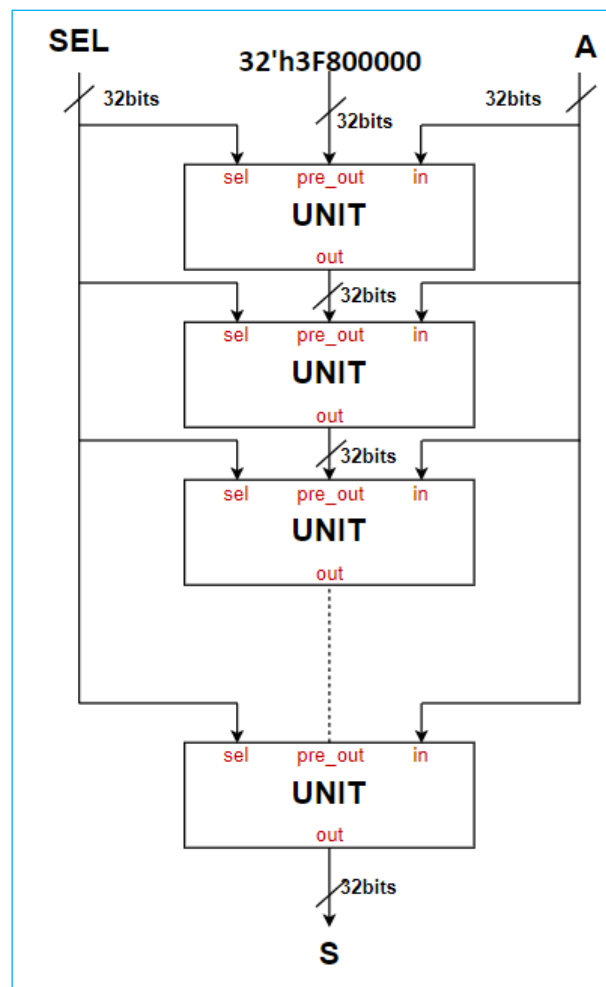 SEL 32'h3F800000 A
32bits 32bits 32bits
sel pre_out in
UNIT
out
32bits
sel pre_out in
UNIT
out
32bits
sel pre_out in
UNIT
out
sel pre_out in
UNIT
out
32bits
S